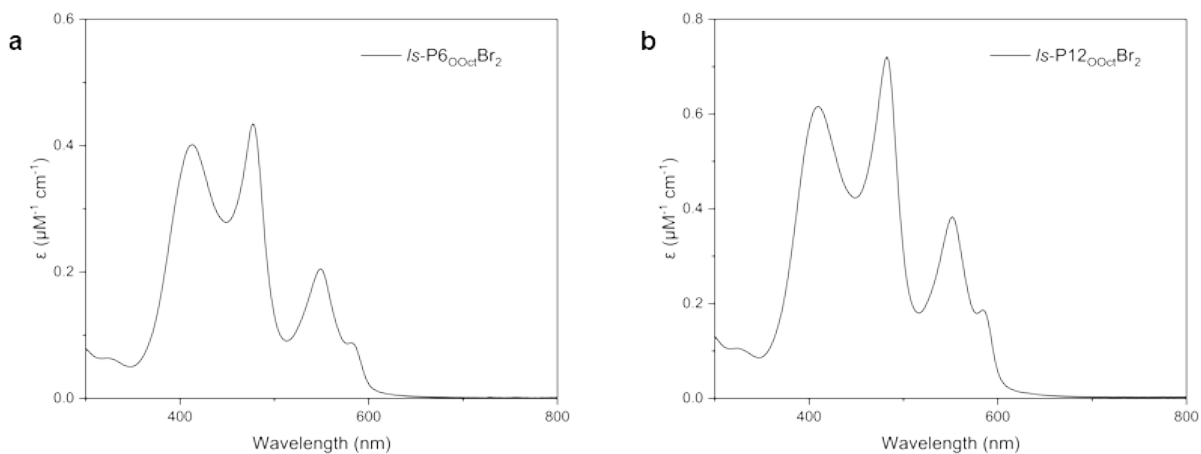 a
0.6
0.4
0.2
0.0
ε (μM⁻¹ cm⁻¹)
ls-P6OOctBr₂
400
600
800
Wavelength (nm)
b
0.8
0.6
0.4
0.2
0.0
ε (μM⁻¹ cm⁻¹)
ls-P12OOctBr₂
400
600
800
Wavelength (nm)